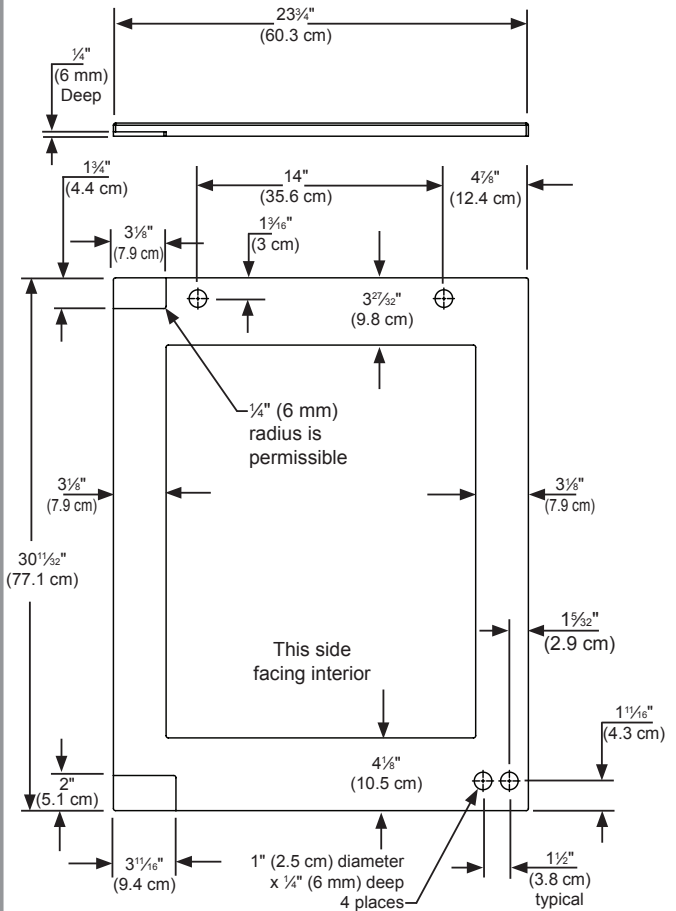 23¾"
(60.3 cm)
¼"
(6 mm)
Deep
1¾"
(4.4 cm)
14"
(35.6 cm)
4⅞"
(12.4 cm)
3⅛"
(7.9 cm)
1³⁄₁₆"
(3 cm)
3²⁷⁄₃₂"
(9.8 cm)
¼" (6 mm)
radius is
permissible
3⅛"
(7.9 cm)
3⅛"
(7.9 cm)
30¹¹⁄₃₂"
(77.1 cm)
1⁵⁄₃₂"
(2.9 cm)
This side
facing interior
1¹¹⁄₁₆"
(4.3 cm)
2"
(5.1 cm)
4⅛"
(10.5 cm)
3¹¹⁄₁₆"
(9.4 cm)
1" (2.5 cm) diameter
x ¼" (6 mm) deep
4 places
1½"
(3.8 cm)
typical